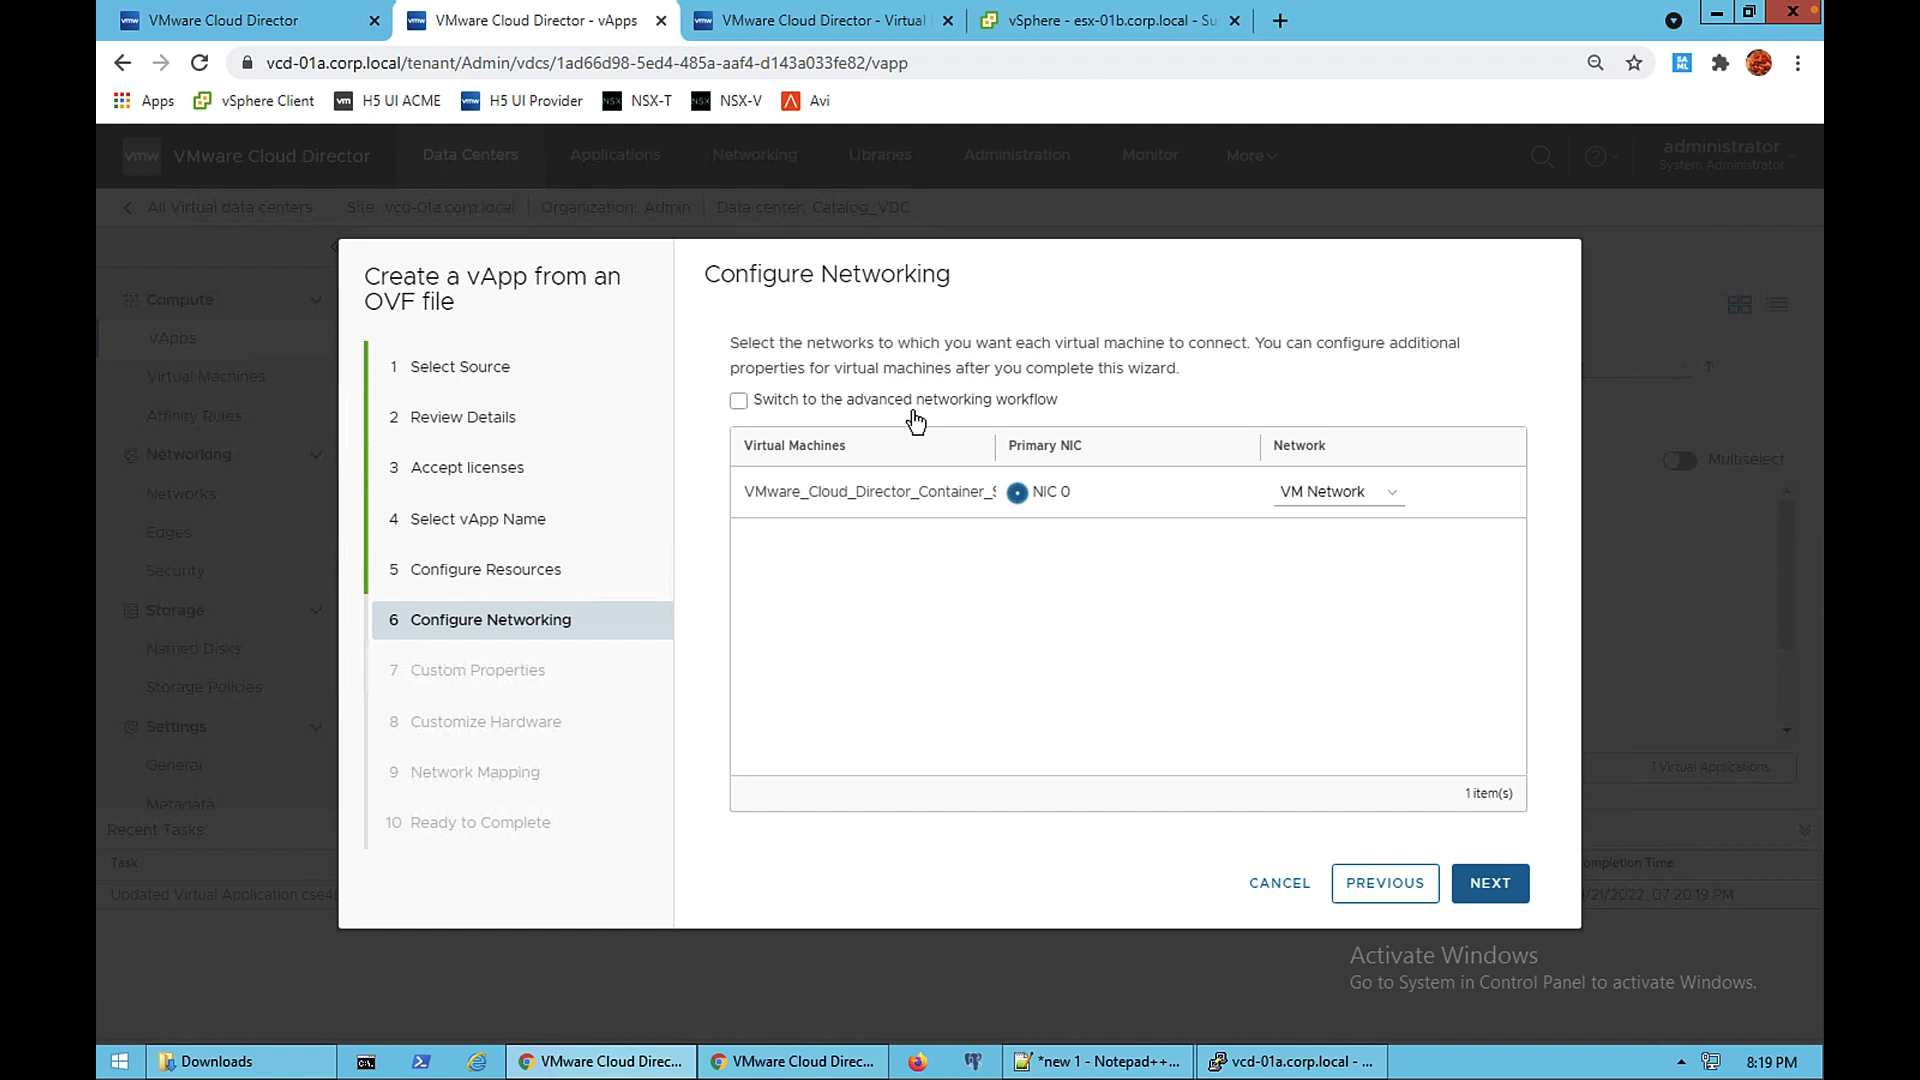 VMware Cloud Director
VMware Cloud Director - vApps
VMware Cloud Director - Virtual
vSphere - esx-01b.corp.local - Su
vcd-01a.corp.local/tenant/Admin/vdcs/1ad66d98-5ed4-485a-aaf4-d143a033fe82/vapp
Apps
vSphere Client
H5 UI ACME
H5 UI Provider
NSX-T
NSX-V
Avi
vmw
VMware Cloud Director
Data Centers
Applications
Networking
Libraries
Administration
Monitor
More
administrator
System Administrator
All Virtual data centers
Site: vcd-01a.corp.local
Organization: Admin
Data center: Catalog_VDC
Compute
vApps
Virtual Machines
Affinity Rules
Networking
Networks
Edges
Security
Storage
Named Disks
Storage Policies
Settings
General
Metadata
Multiselect
1 Virtual Applications
Create a vApp from an
OVF file
1 Select Source
2 Review Details
3 Accept licenses
4 Select vApp Name
5 Configure Resources
6 Configure Networking
7 Custom Properties
8 Customize Hardware
9 Network Mapping
10 Ready to Complete
Configure Networking
Select the networks to which you want each virtual machine to connect. You can configure additional
properties for virtual machines after you complete this wizard.
Switch to the advanced networking workflow
Virtual Machines
Primary NIC
Network
VMware_Cloud_Director_Container_S
NIC 0
VM Network
1 item(s)
CANCEL
PREVIOUS
NEXT
Recent Tasks
Task
ompletion Time
Updated Virtual Application cse4
/21/2022, 07:20:19 PM
Activate Windows
Go to System in Control Panel to activate Windows.
Downloads
VMware Cloud Direc...
VMware Cloud Direc...
*new 1 - Notepad++...
vcd-01a.corp.local - ...
8:19 PM